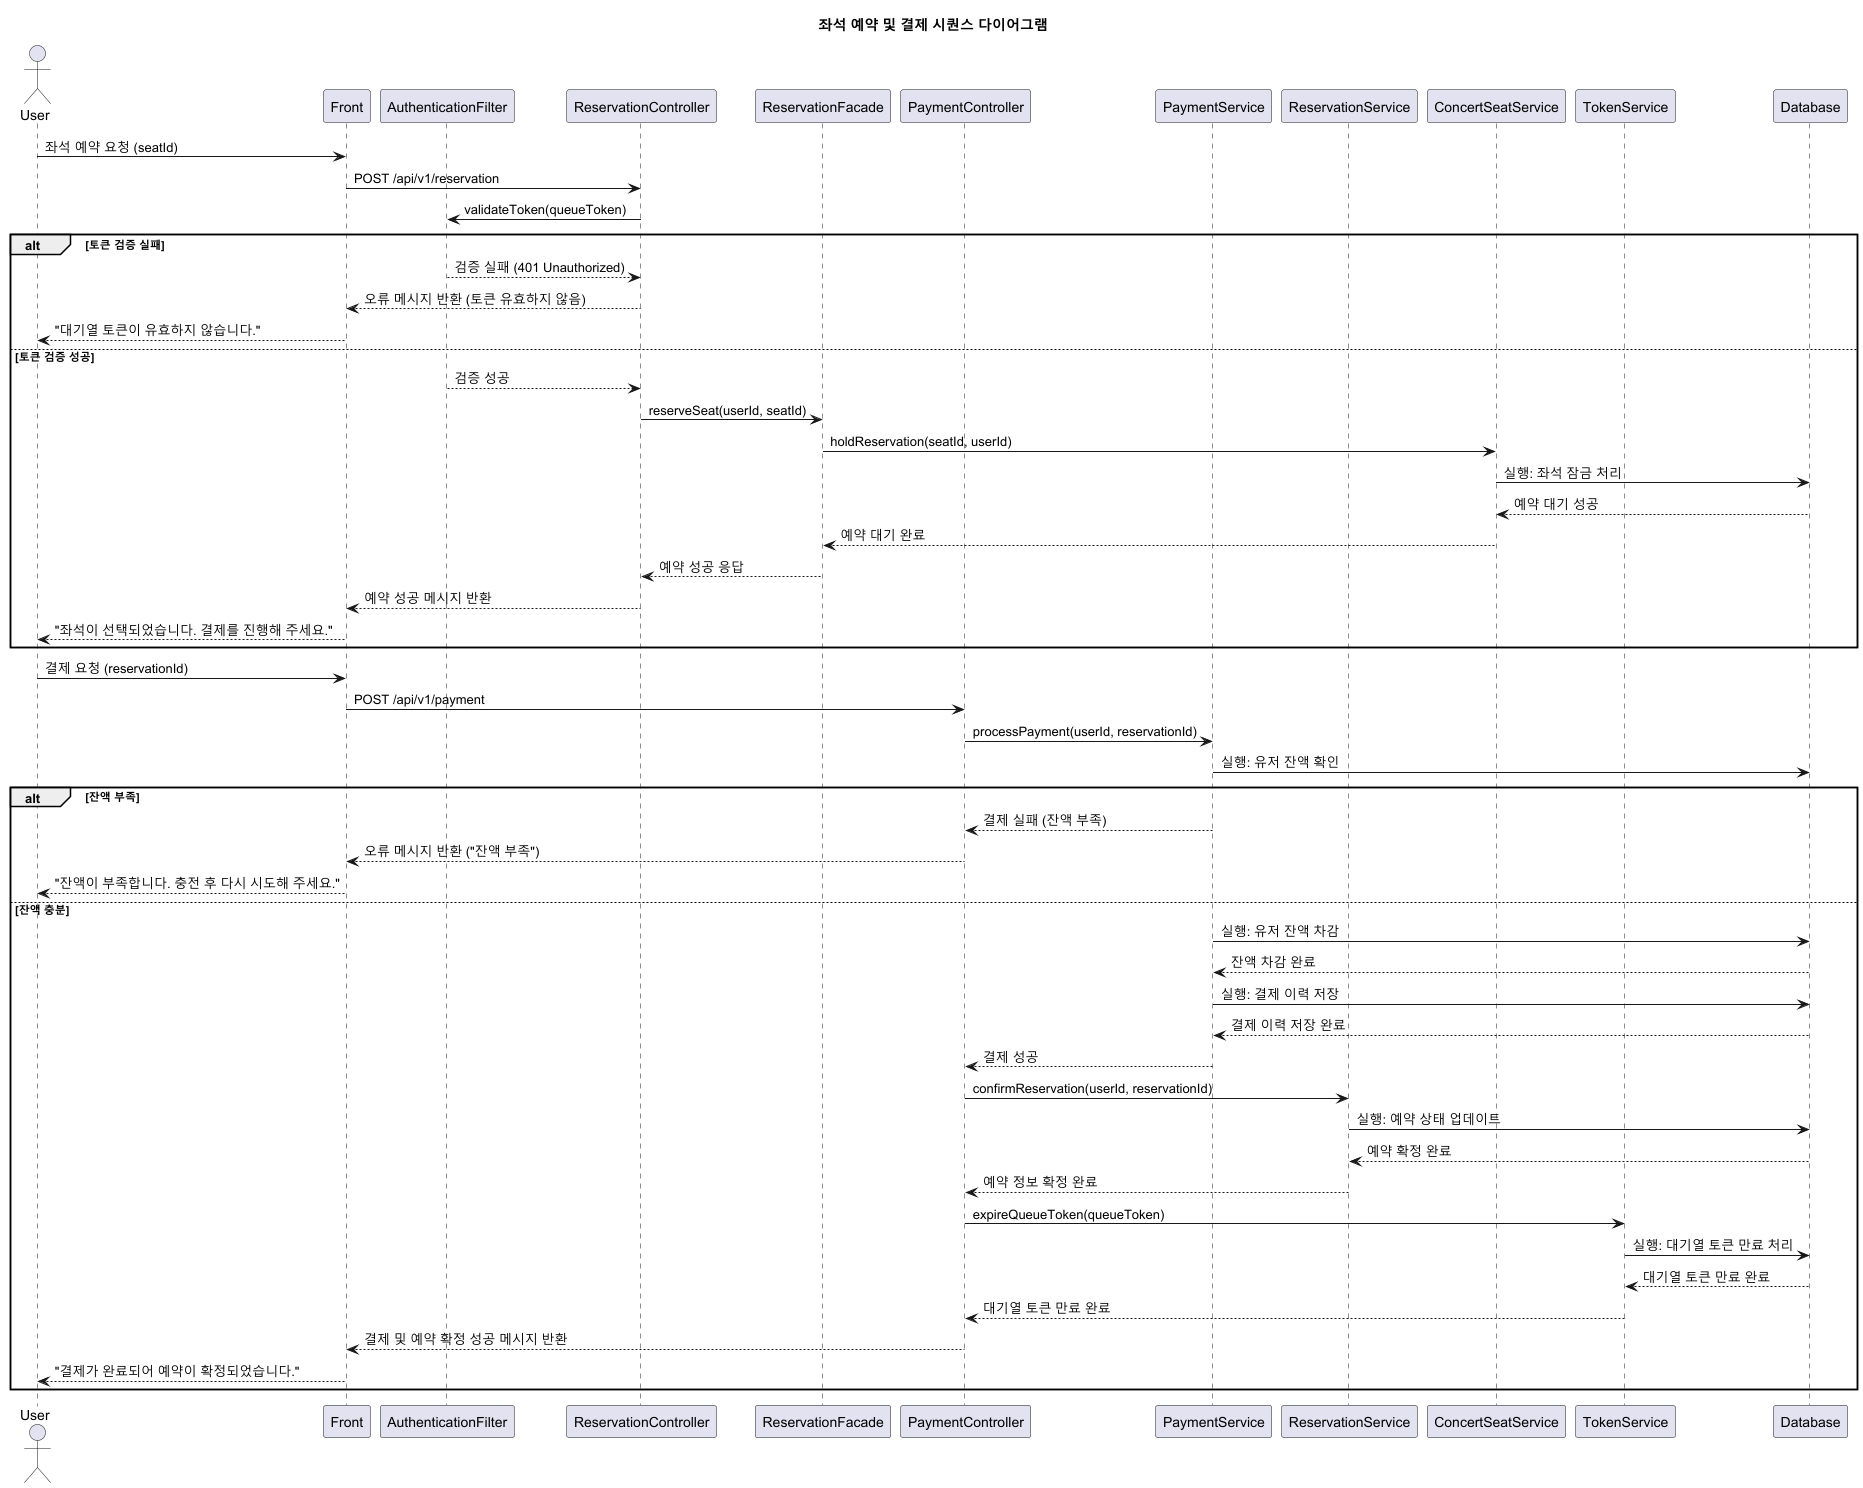 좌석 예약 및 결제 시퀀스 다이어그램
User
Front
AuthenticationFilter
ReservationController
ReservationFacade
PaymentController
PaymentService
ReservationService
ConcertSeatService
TokenService
Database
좌석 예약 요청 (seatId)
POST /api/v1/reservation
validateToken(queueToken)
alt [토큰 검증 실패]
검증 실패 (401 Unauthorized)
오류 메시지 반환 (토큰 유효하지 않음)
"대기열 토큰이 유효하지 않습니다."
[토큰 검증 성공]
검증 성공
reserveSeat(userId, seatId)
holdReservation(seatId, userId)
실행: 좌석 잠금 처리
예약 대기 성공
예약 대기 완료
예약 성공 응답
예약 성공 메시지 반환
"좌석이 선택되었습니다. 결제를 진행해 주세요."
결제 요청 (reservationId)
POST /api/v1/payment
processPayment(userId, reservationId)
실행: 유저 잔액 확인
alt [잔액 부족]
결제 실패 (잔액 부족)
오류 메시지 반환 ("잔액 부족")
"잔액이 부족합니다. 충전 후 다시 시도해 주세요."
[잔액 충분]
실행: 유저 잔액 차감
잔액 차감 완료
실행: 결제 이력 저장
결제 이력 저장 완료
결제 성공
confirmReservation(userId, reservationId)
실행: 예약 상태 업데이트
예약 확정 완료
예약 정보 확정 완료
expireQueueToken(queueToken)
실행: 대기열 토큰 만료 처리
대기열 토큰 만료 완료
대기열 토큰 만료 완료
결제 및 예약 확정 성공 메시지 반환
"결제가 완료되어 예약이 확정되었습니다."
User
Front
AuthenticationFilter
ReservationController
ReservationFacade
PaymentController
PaymentService
ReservationService
ConcertSeatService
TokenService
Database